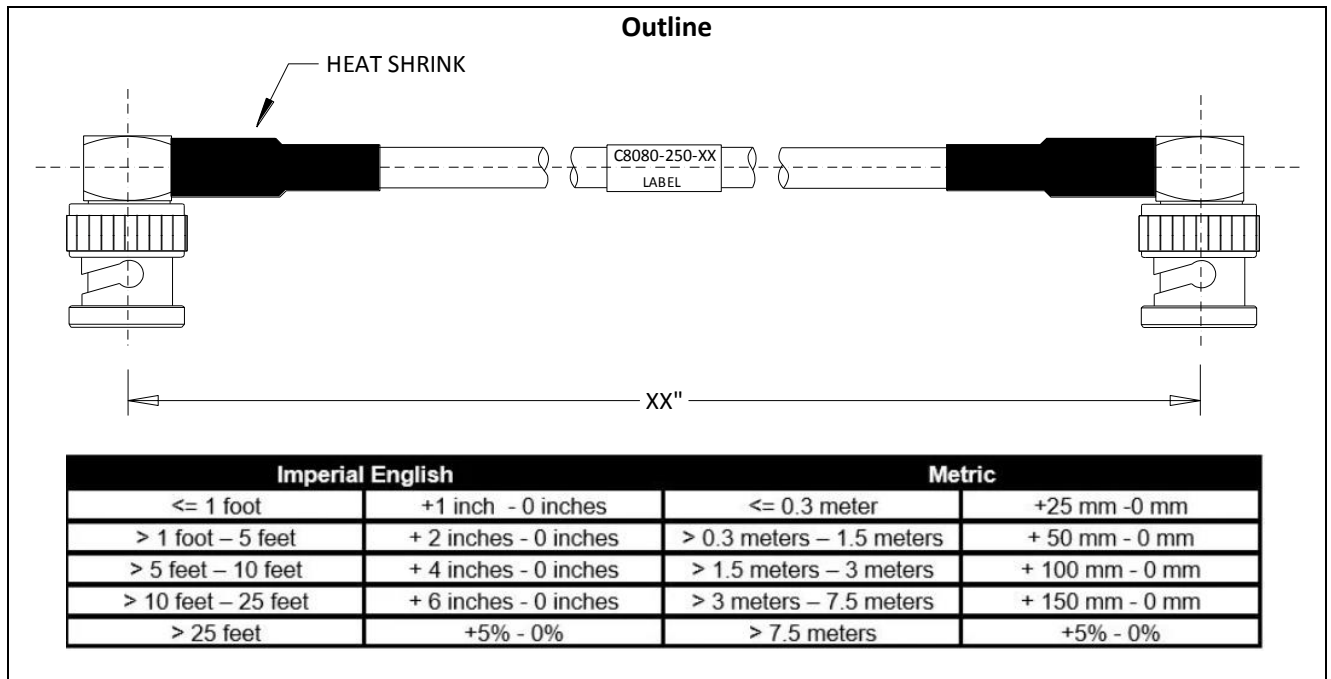 Outline
HEAT SHRINK
C8080-250-XX
LABEL
XX"
Imperial English Metric
<= 1 foot +1 inch - 0 inches <= 0.3 meter +25 mm -0 mm
> 1 foot – 5 feet + 2 inches - 0 inches > 0.3 meters – 1.5 meters + 50 mm - 0 mm
> 5 feet – 10 feet + 4 inches - 0 inches > 1.5 meters – 3 meters + 100 mm - 0 mm
> 10 feet – 25 feet + 6 inches - 0 inches > 3 meters – 7.5 meters + 150 mm - 0 mm
> 25 feet +5% - 0% > 7.5 meters +5% - 0%